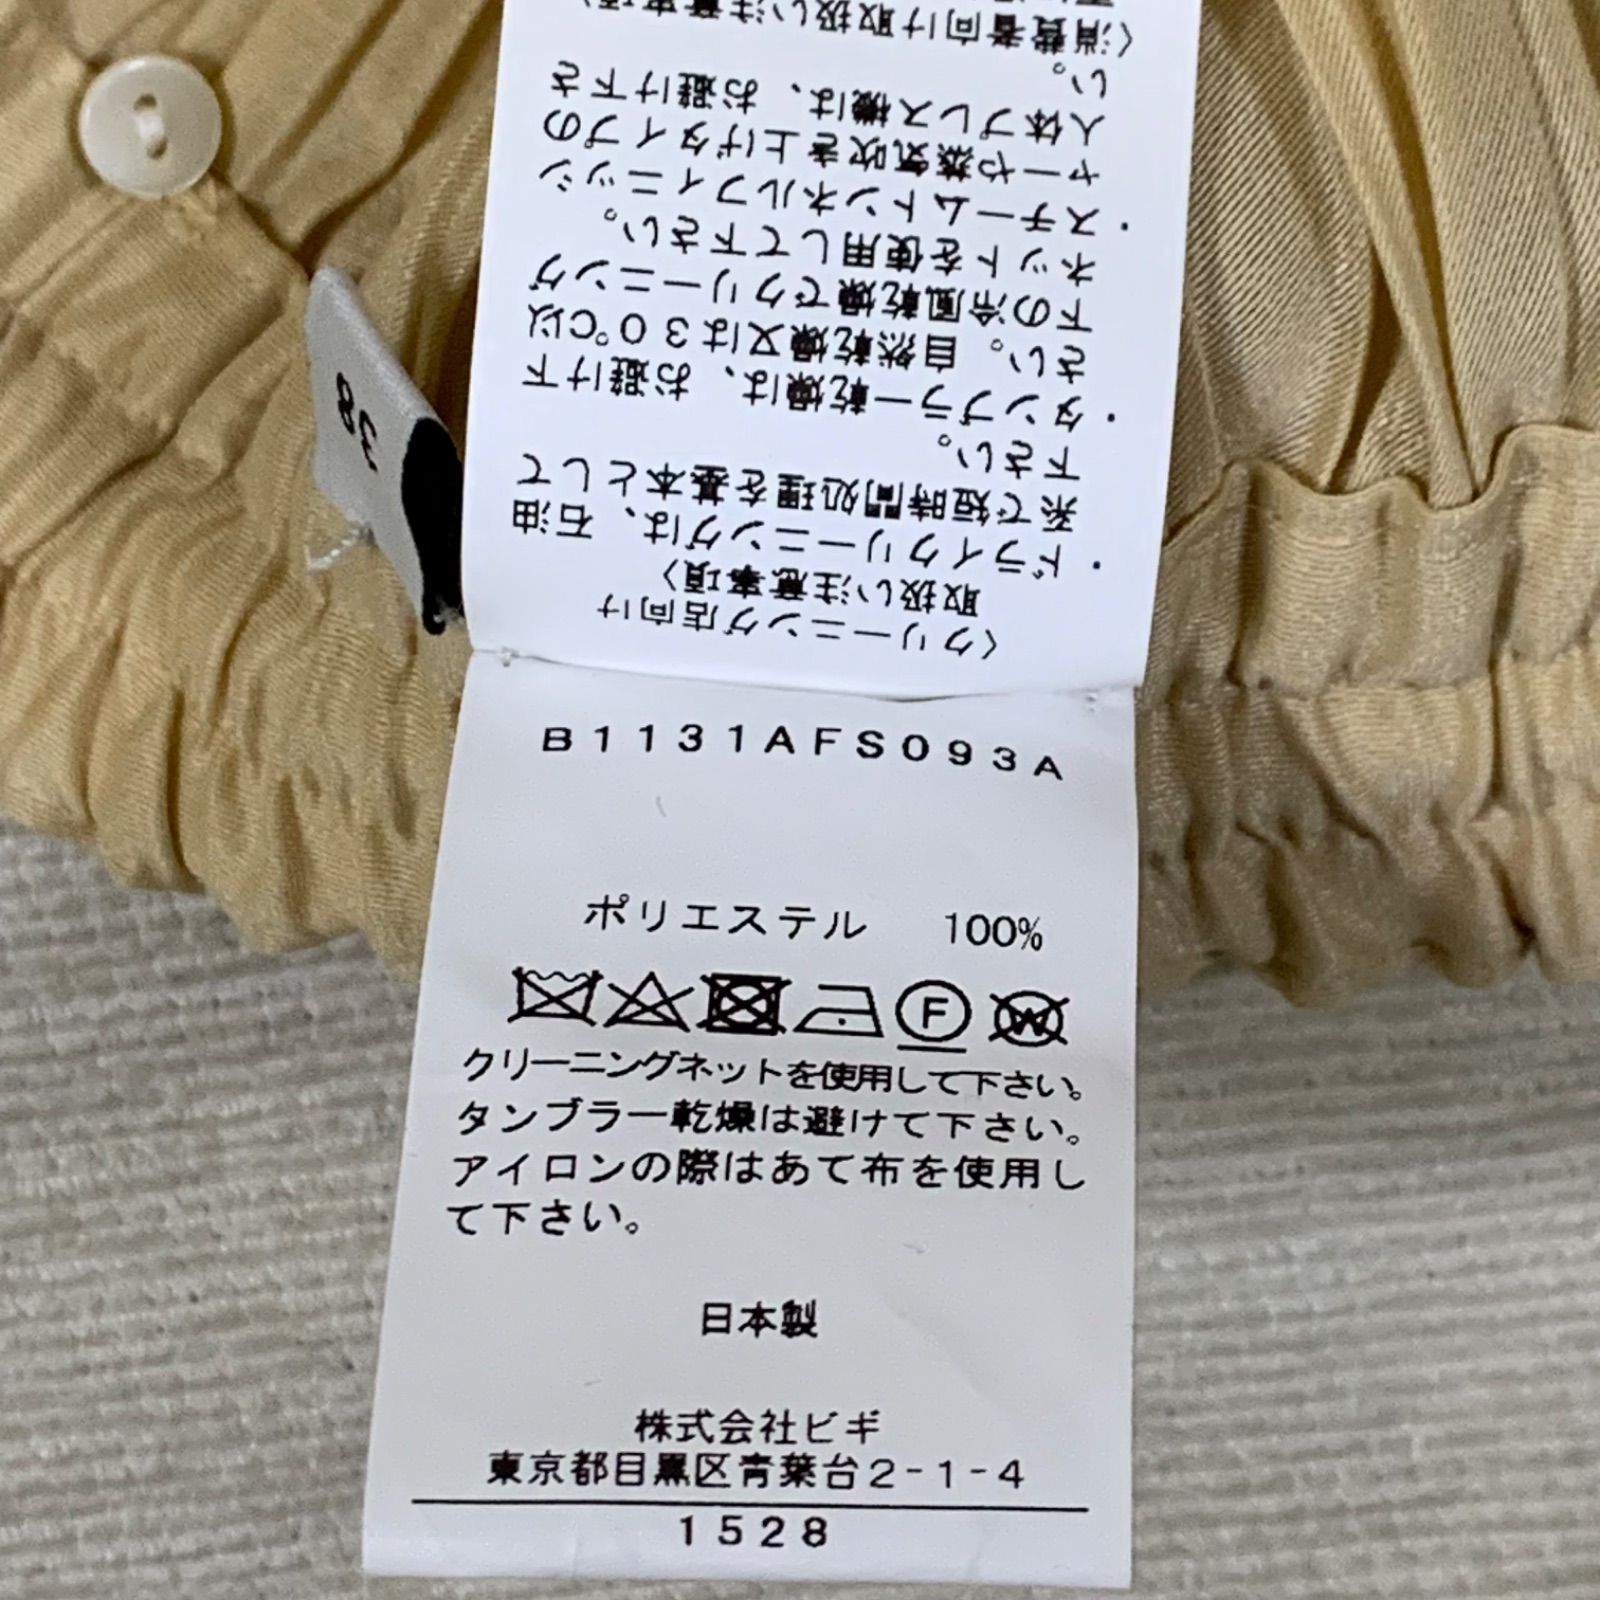 〈クリーニング店向け
取扱い注意事項〉
・ドライクリーニングは、石油
系で短時間処理を基本として
下さい。
・タンブラー乾燥は、お避け下
さい。自然乾燥又は30℃以
下の冷風乾燥でクリーニング
ネットを使用して下さい。
・スチームトンネルフィニッシ
ャーや蒸気吹き上げタイプの
人体プレス機は、お避け下さ
い。
〈消費者向け取扱い注意事項〉
38
B1131AFS093A
ポリエステル 100%
F
W
クリーニングネットを使用して下さい。
タンブラー乾燥は避けて下さい。
アイロンの際はあて布を使用し
て下さい。
日本製
株式会社ビギ
東京都目黒区青葉台2-1-4
1528